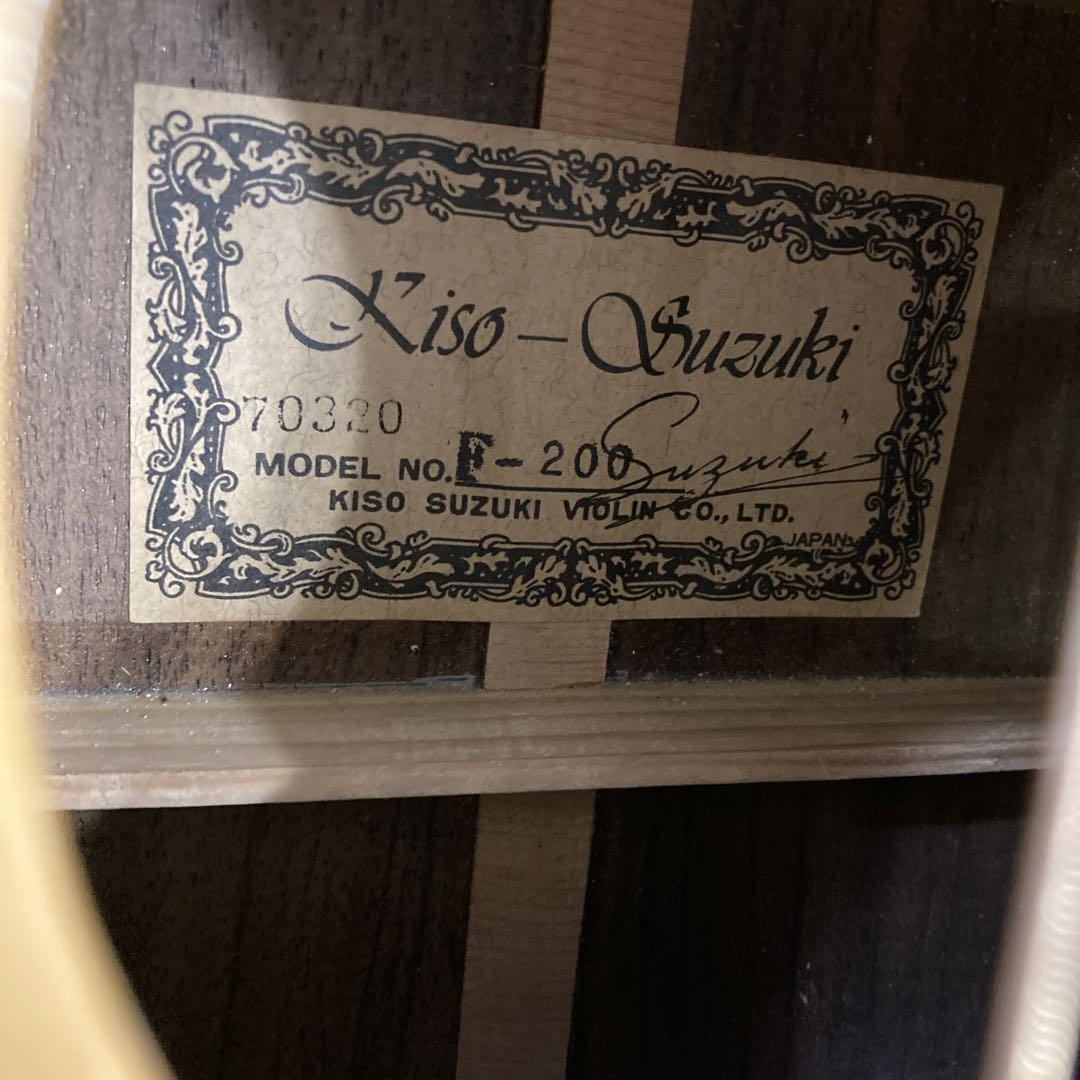 Kiso-Suzuki
70320
MODEL NO. F-200 Suzuki
KISO SUZUKI VIOLIN CO., LTD.
JAPAN